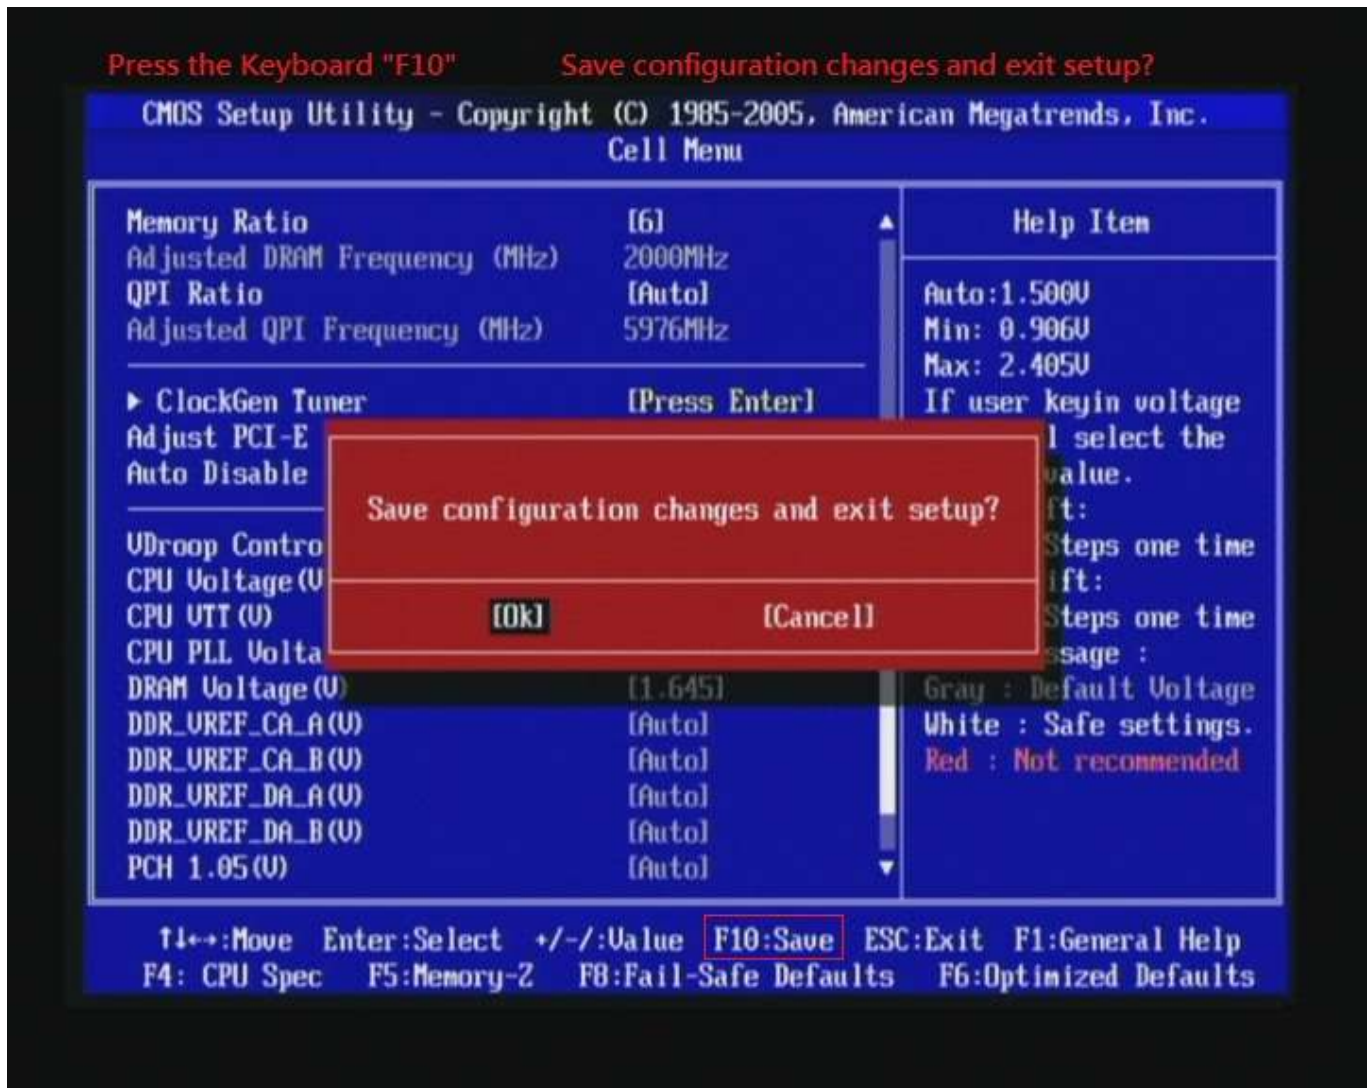 Press the Keyboard "F10" Save configuration changes and exit setup?
CMOS Setup Utility - Copyright (C) 1985-2005, American Megatrends, Inc.
Cell Menu
Memory Ratio [6]
Adjusted DRAM Frequency (MHz) 2000MHz
QPI Ratio [Auto]
Adjusted QPI Frequency (MHz) 5976MHz
▶ ClockGen Tuner [Press Enter]
Adjust PCI-E
Auto Disable
VDroop Contro
CPU Voltage(V
CPU VTT(V)
CPU PLL Volta
DRAM Voltage(V) [1.645]
DDR_VREF_CA_A(V) [Auto]
DDR_VREF_CA_B(V) [Auto]
DDR_VREF_DA_A(V) [Auto]
DDR_VREF_DA_B(V) [Auto]
PCH 1.05(V) [Auto]
Save configuration changes and exit setup?
[Ok] [Cancel]
Help Item
Auto:1.500V
Min: 0.906V
Max: 2.405V
If user keyin voltage
l select the
value.
t:
Steps one time
ift:
Steps one time
ssage :
Gray : Default Voltage
White : Safe settings.
Red : Not recommended
↑↓←→:Move Enter:Select +/-/:Value F10:Save ESC:Exit F1:General Help
F4: CPU Spec F5:Memory-Z F8:Fail-Safe Defaults F6:Optimized Defaults